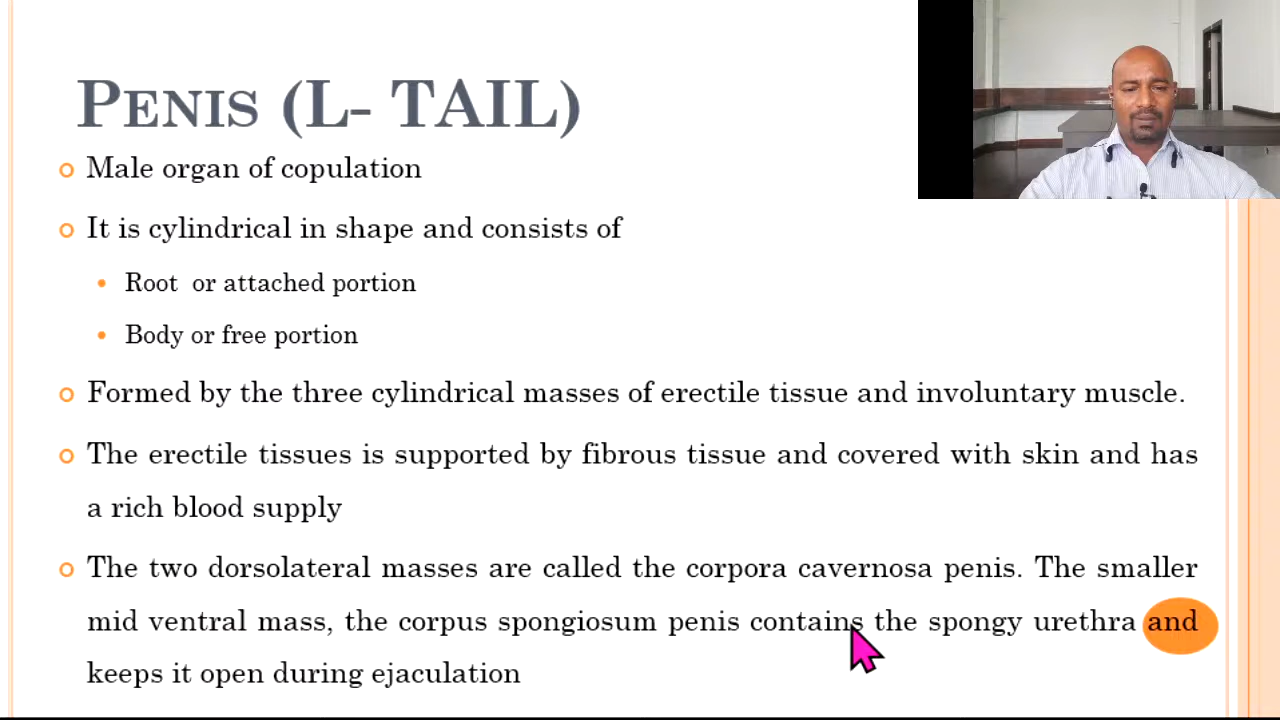 PENIS (L- TAIL)
Male organ of copulation
It is cylindrical in shape and consists of
Root or attached portion
Body or free portion
Formed by the three cylindrical masses of erectile tissue and involuntary muscle.
The erectile tissues is supported by fibrous tissue and covered with skin and has
a rich blood supply
The two dorsolateral masses are called the corpora cavernosa penis. The smaller
mid ventral mass, the corpus spongiosum penis contains the spongy urethra and
keeps it open during ejaculation